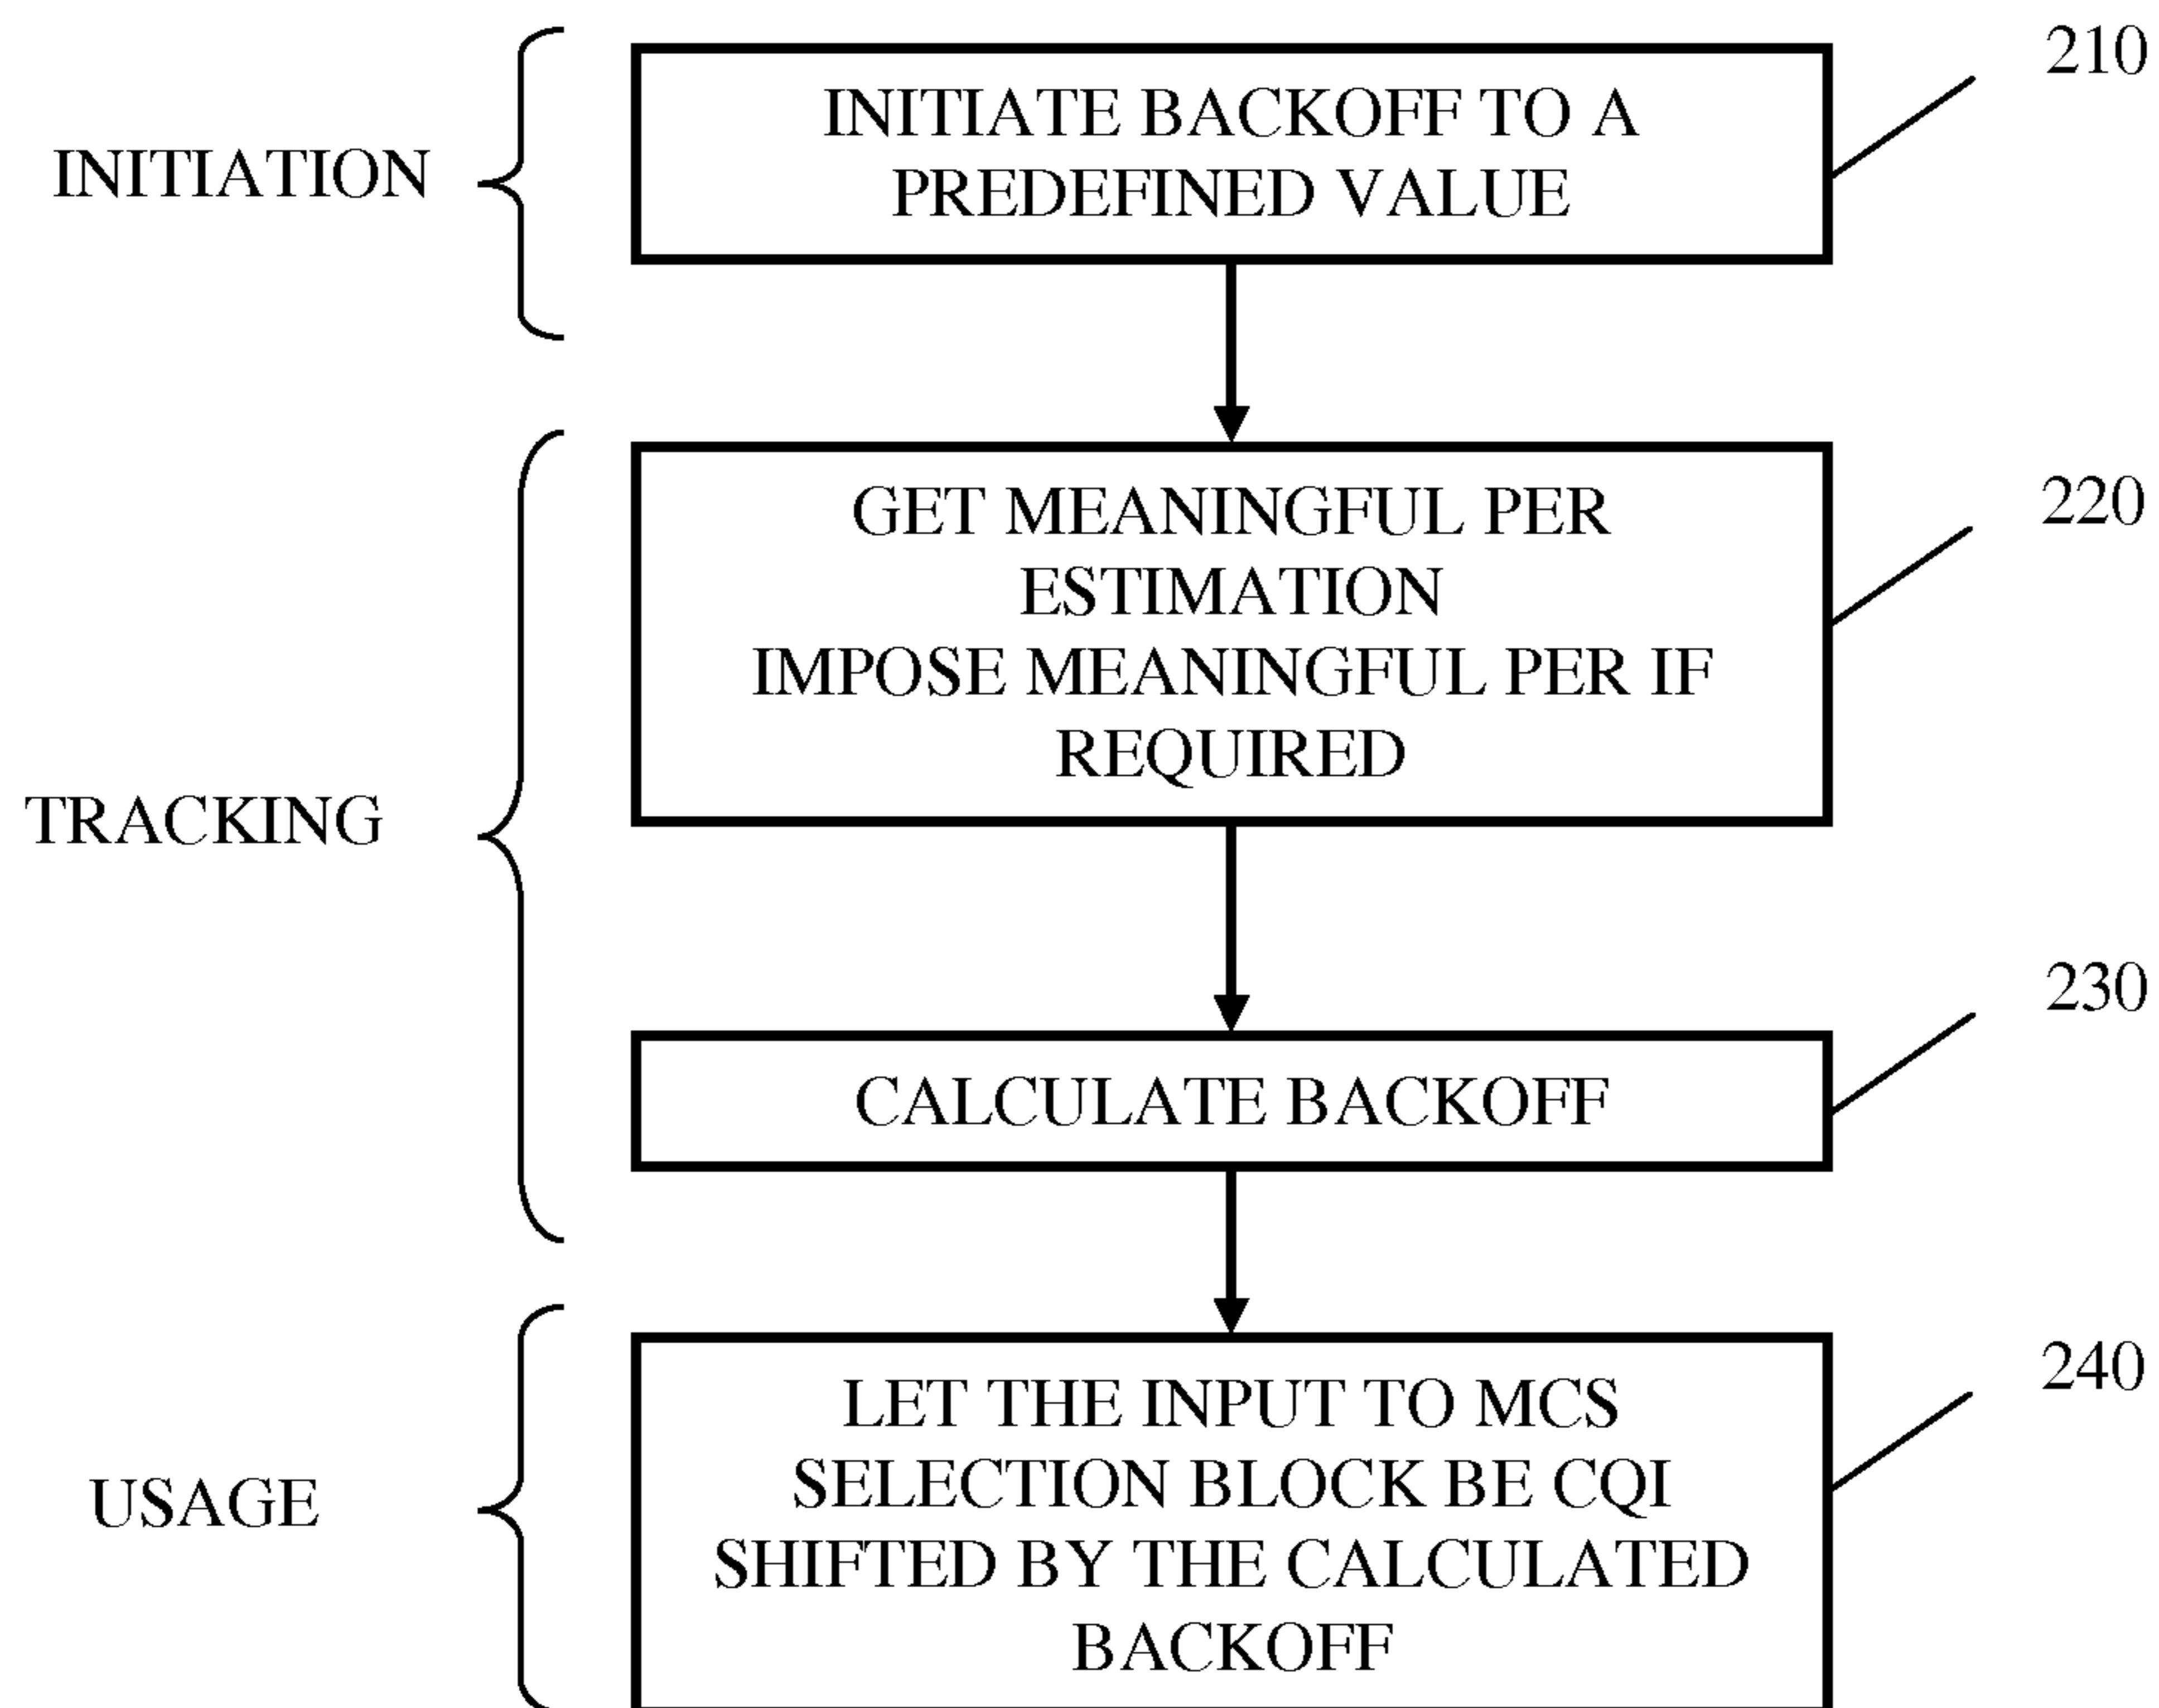 INITIATION
INITIATE BACKOFF TO A
PREDEFINED VALUE
210
TRACKING
GET MEANINGFUL PER
ESTIMATION
IMPOSE MEANINGFUL PER IF
REQUIRED
220
CALCULATE BACKOFF
230
USAGE
LET THE INPUT TO MCS
SELECTION BLOCK BE CQI
SHIFTED BY THE CALCULATED
BACKOFF
240